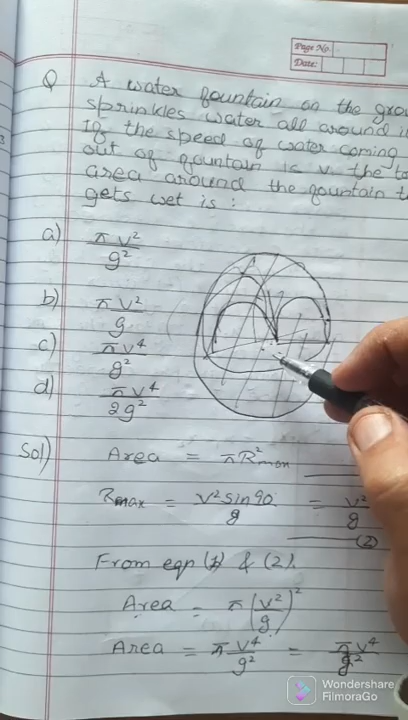 Page No.
Date:
Q A water fountain on the
sprinkles water all around
If the speed of water coming
out of fountain is v. the
area around the fountain
gets wet is :
a) πv²/g²
b) πv²/g
c) πv⁴/g²
d) πv⁴/2g²
Sol) Area = πR²max
Rmax = v²sin90°/g = v²/g
(2)
From eqn (1) & (2).
Area = π(v²/g)²
Area = πv⁴/g² = πv⁴/g²
Wondershare
FilmoraGo